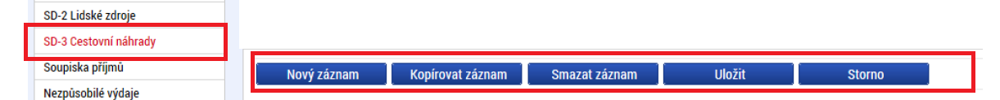 SD-2 Lidské zdroje
SD-3 Cestovní náhrady
Soupiska příjmů
Nezpůsobilé výdaje
Nový záznam Kopírovat záznam Smazat záznam Uložit Storno